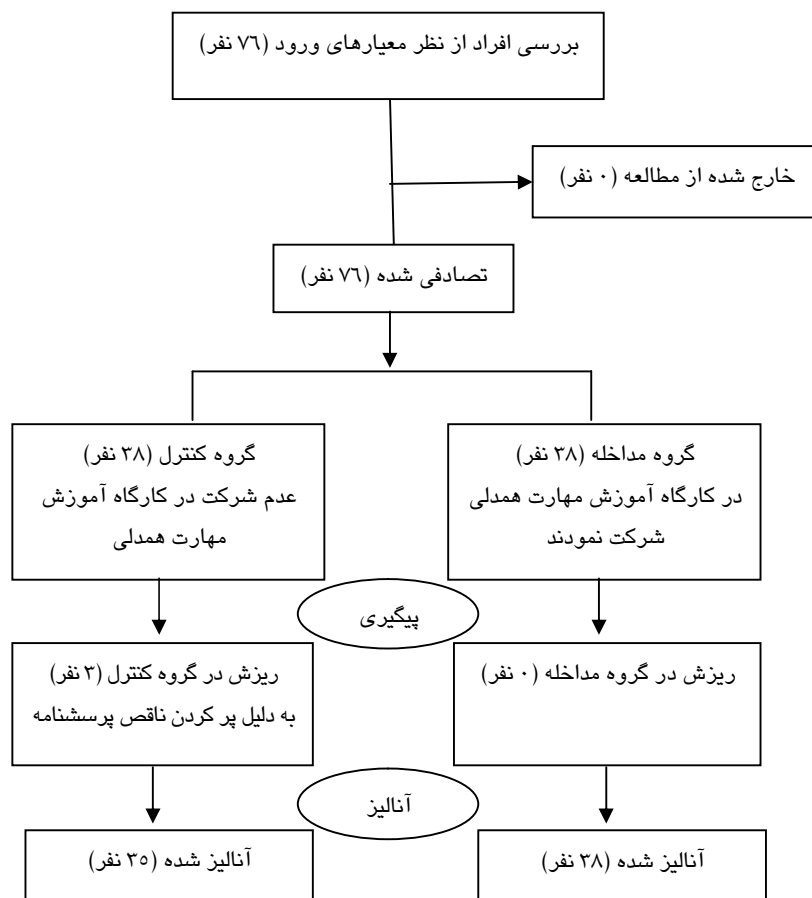 بررسی افراد از نظر معیارهای ورود (۷۶ نفر)
خارج شده از مطالعه (۰ نفر)
تصادفی شده (۷۶ نفر)
گروه مداخله (۳۸ نفر)
در کارگاه آموزش مهارت همدلی
شرکت نمودند
گروه کنترل (۳۸ نفر)
عدم شرکت در کارگاه آموزش
مهارت همدلی
پیگیری
ریزش در گروه مداخله (۰ نفر)
ریزش در گروه کنترل (۳ نفر)
به دلیل پر کردن ناقص پرسشنامه
آنالیز
آنالیز شده (۳۸ نفر)
آنالیز شده (۳۵ نفر)